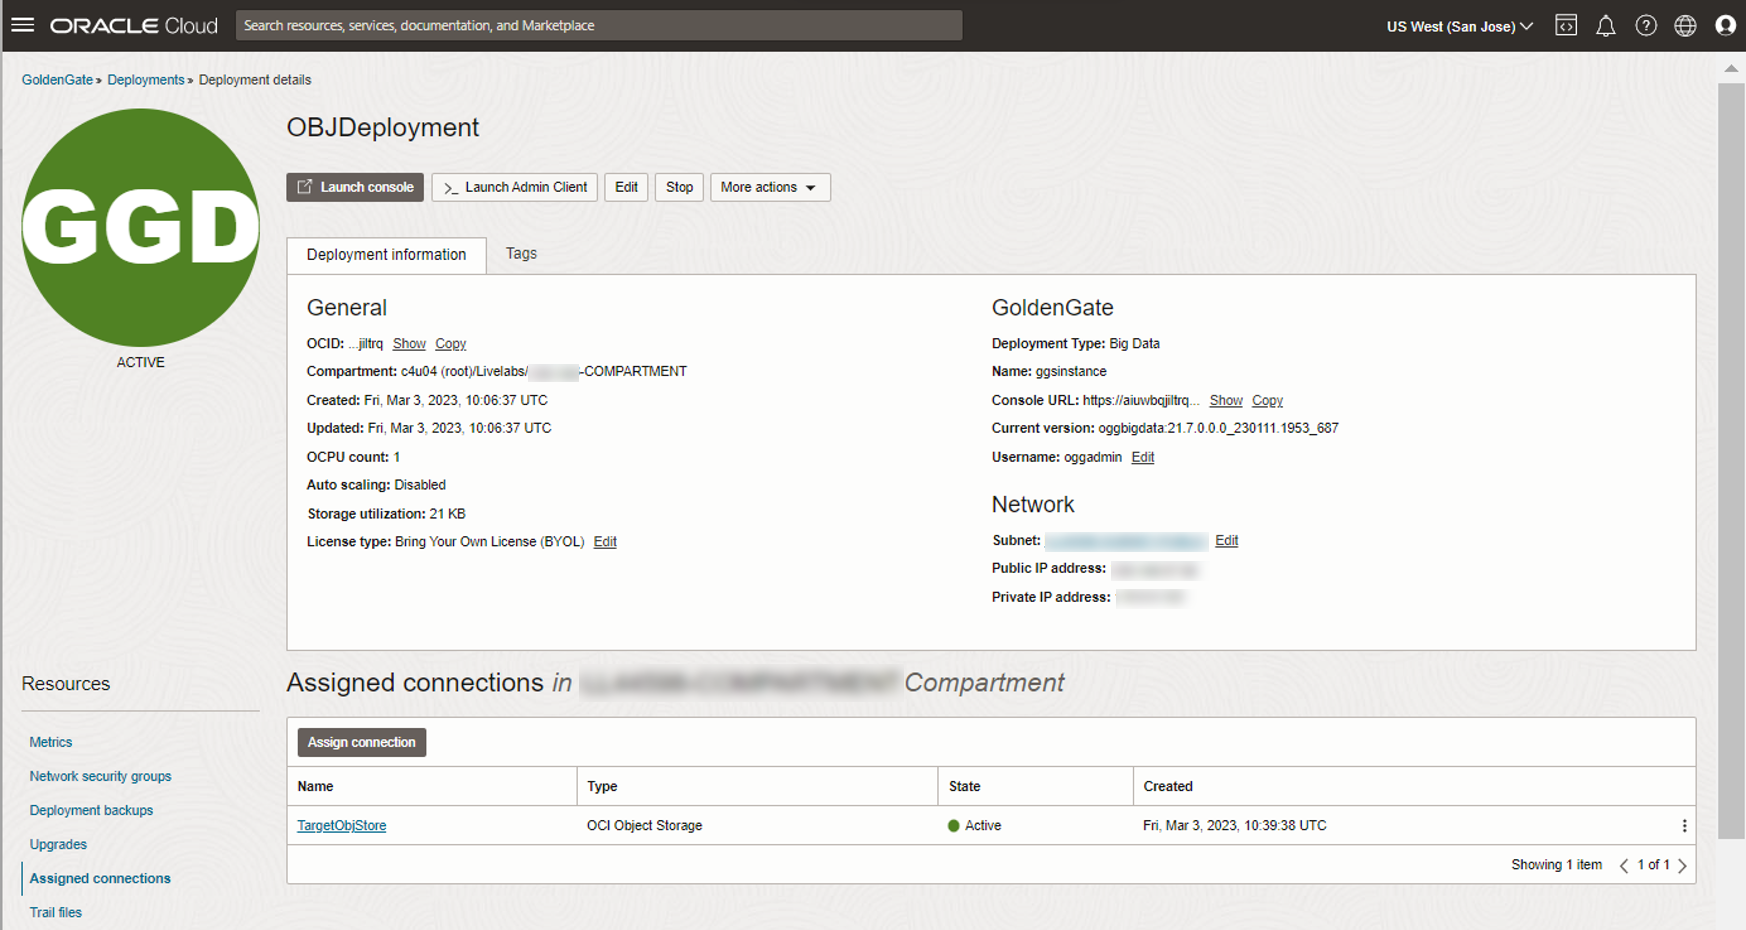 ORACLE Cloud
Search resources, services, documentation, and Marketplace
US West (San Jose)
GoldenGate » Deployments » Deployment details
GGD
ACTIVE
OBJDeployment
Launch console
>_ Launch Admin Client
Edit
Stop
More actions
Deployment information
Tags
General
OCID: ...jiltrq Show Copy
Compartment: c4u04 (root)/Livelabs/ -COMPARTMENT
Created: Fri, Mar 3, 2023, 10:06:37 UTC
Updated: Fri, Mar 3, 2023, 10:06:37 UTC
OCPU count: 1
Auto scaling: Disabled
Storage utilization: 21 KB
License type: Bring Your Own License (BYOL) Edit
GoldenGate
Deployment Type: Big Data
Name: ggsinstance
Console URL: https://aiuwbqjiltrq... Show Copy
Current version: oggbigdata:21.7.0.0.0_230111.1953_687
Username: oggadmin Edit
Network
Subnet: Edit
Public IP address:
Private IP address:
Resources
Metrics
Network security groups
Deployment backups
Upgrades
Assigned connections
Trail files
Assigned connections in Compartment
Assign connection
Name Type State Created
TargetObjStore OCI Object Storage Active Fri, Mar 3, 2023, 10:39:38 UTC
Showing 1 item < 1 of 1 >